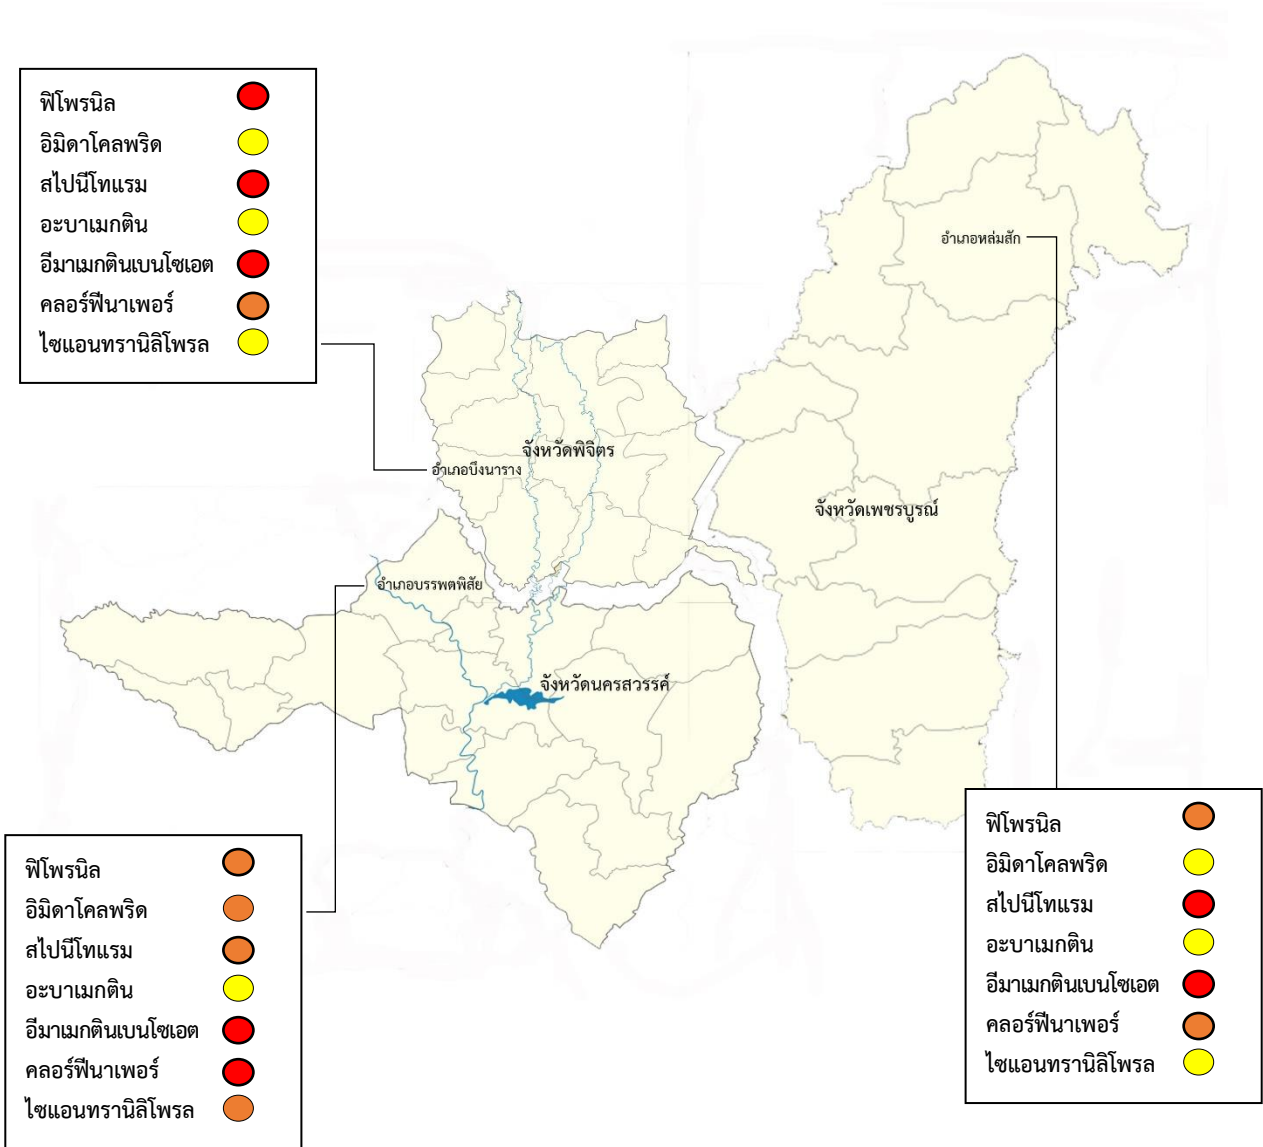 ฟิโพรนิล
อิมิดาโคลพริด
สไปนีโทแรม
อะบาเมกติน
อีมาเมกตินเบนโซเอต
คลอร์ฟีนาเพอร์
ไซแอนทรานิลิโพรล
อำเภอหล่มสัก
จังหวัดพิจิตร
อำเภอบึงนาราง
จังหวัดเพชรบูรณ์
อำเภอบรรพตพิสัย
จังหวัดนครสวรรค์
ฟิโพรนิล
อิมิดาโคลพริด
สไปนีโทแรม
อะบาเมกติน
อีมาเมกตินเบนโซเอต
คลอร์ฟีนาเพอร์
ไซแอนทรานิลิโพรล
ฟิโพรนิล
อิมิดาโคลพริด
สไปนีโทแรม
อะบาเมกติน
อีมาเมกตินเบนโซเอต
คลอร์ฟีนาเพอร์
ไซแอนทรานิลิโพรล